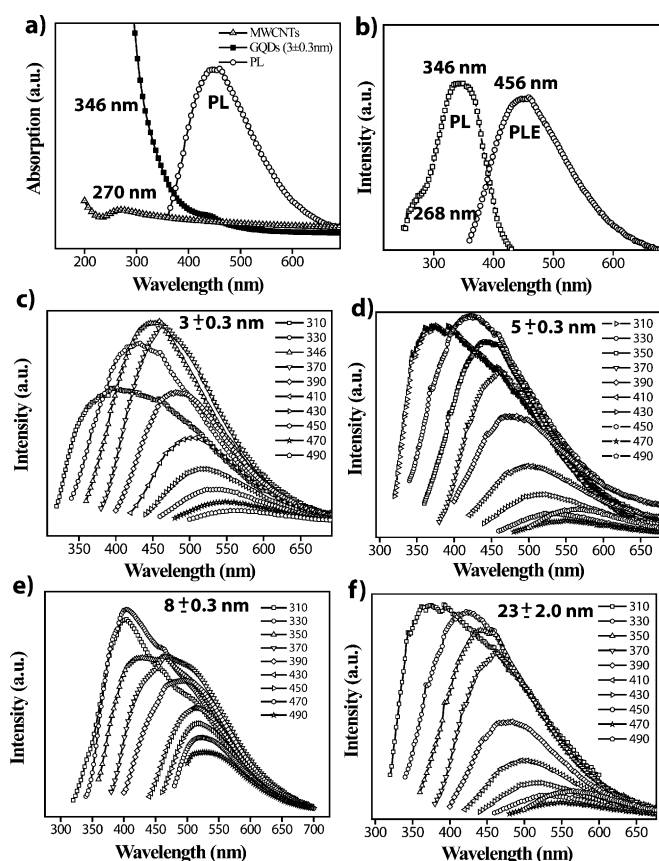 a)
MWCNTs
GQDs (3±0.3nm)
PL
346 nm
PL
270 nm
Absorption (a.u.)
200 300 400 500 600
Wavelength (nm)
b)
346 nm
456 nm
PL
PLE
268 nm
Intensity (a.u.)
300 400 500 600
Wavelength (nm)
c)
3 ±0.3 nm
310
330
346
370
390
410
430
450
470
490
Intensity (a.u.)
350 400 450 500 550 600 650
Wavelength (nm)
d)
5 ±0.3 nm
310
330
350
370
390
410
430
450
470
490
Intensity (a.u.)
300 350 400 450 500 550 600 650
Wavelength (nm)
e)
8 ±0.3 nm
310
330
350
370
390
430
450
470
490
Intensity (a.u.)
300 350 400 450 500 550 600 650 700
Wavelength (nm)
f)
23 ± 2.0 nm
310
330
350
370
390
410
430
450
470
490
Intensity (a.u.)
300 350 400 450 500 550 600 650
Wavelength (nm)